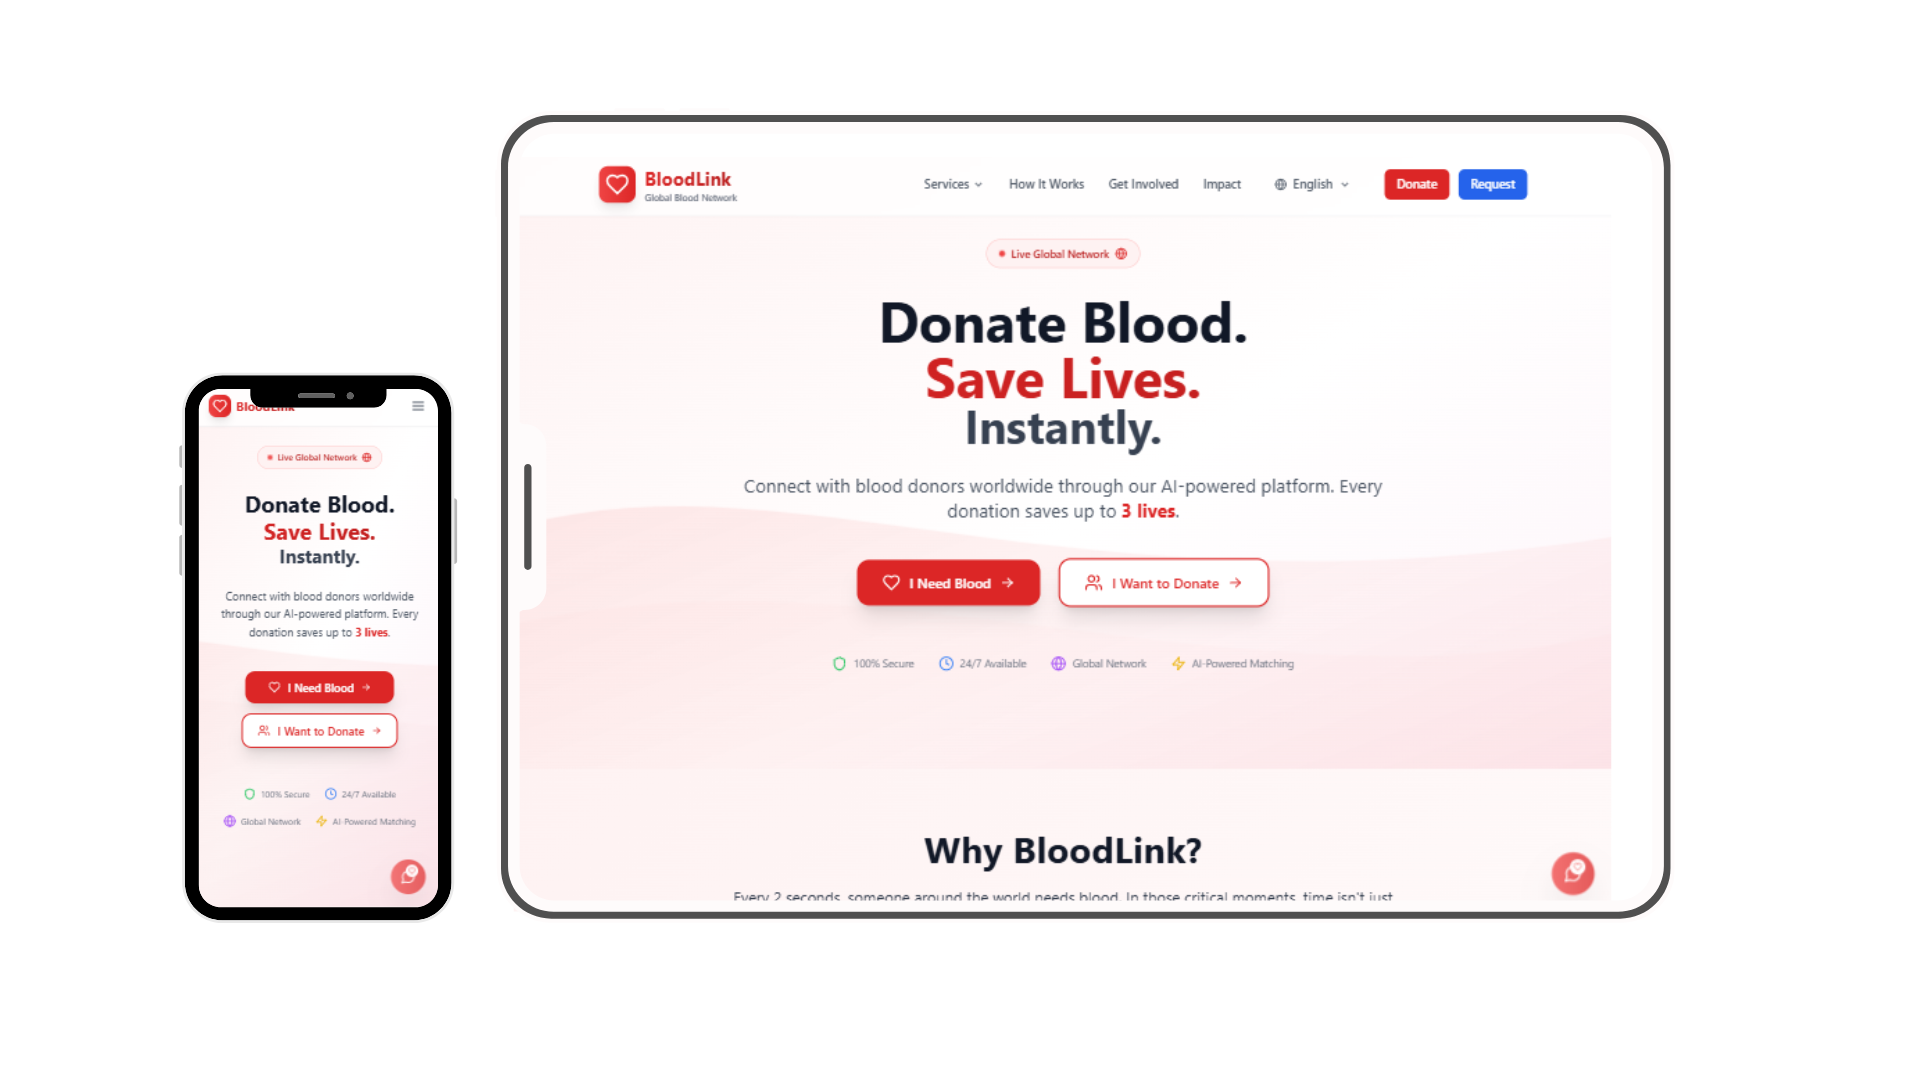 BloodLink
Live Global Network
Donate Blood.
Save Lives.
Instantly.
Connect with blood donors worldwide
through our AI-powered platform. Every
donation saves up to 3 lives.
I Need Blood
I Want to Donate
100% Secure 24/7 Available
Global Network AI-Powered Matching
BloodLink
Global Blood Network
Services How It Works Get Involved Impact English Donate Request
Live Global Network
Donate Blood.
Save Lives.
Instantly.
Connect with blood donors worldwide through our AI-powered platform. Every
donation saves up to 3 lives.
I Need Blood I Want to Donate
100% Secure 24/7 Available Global Network AI-Powered Matching
Why BloodLink?
Every 2 seconds, someone around the world needs blood. In those critical moments, time isn't just